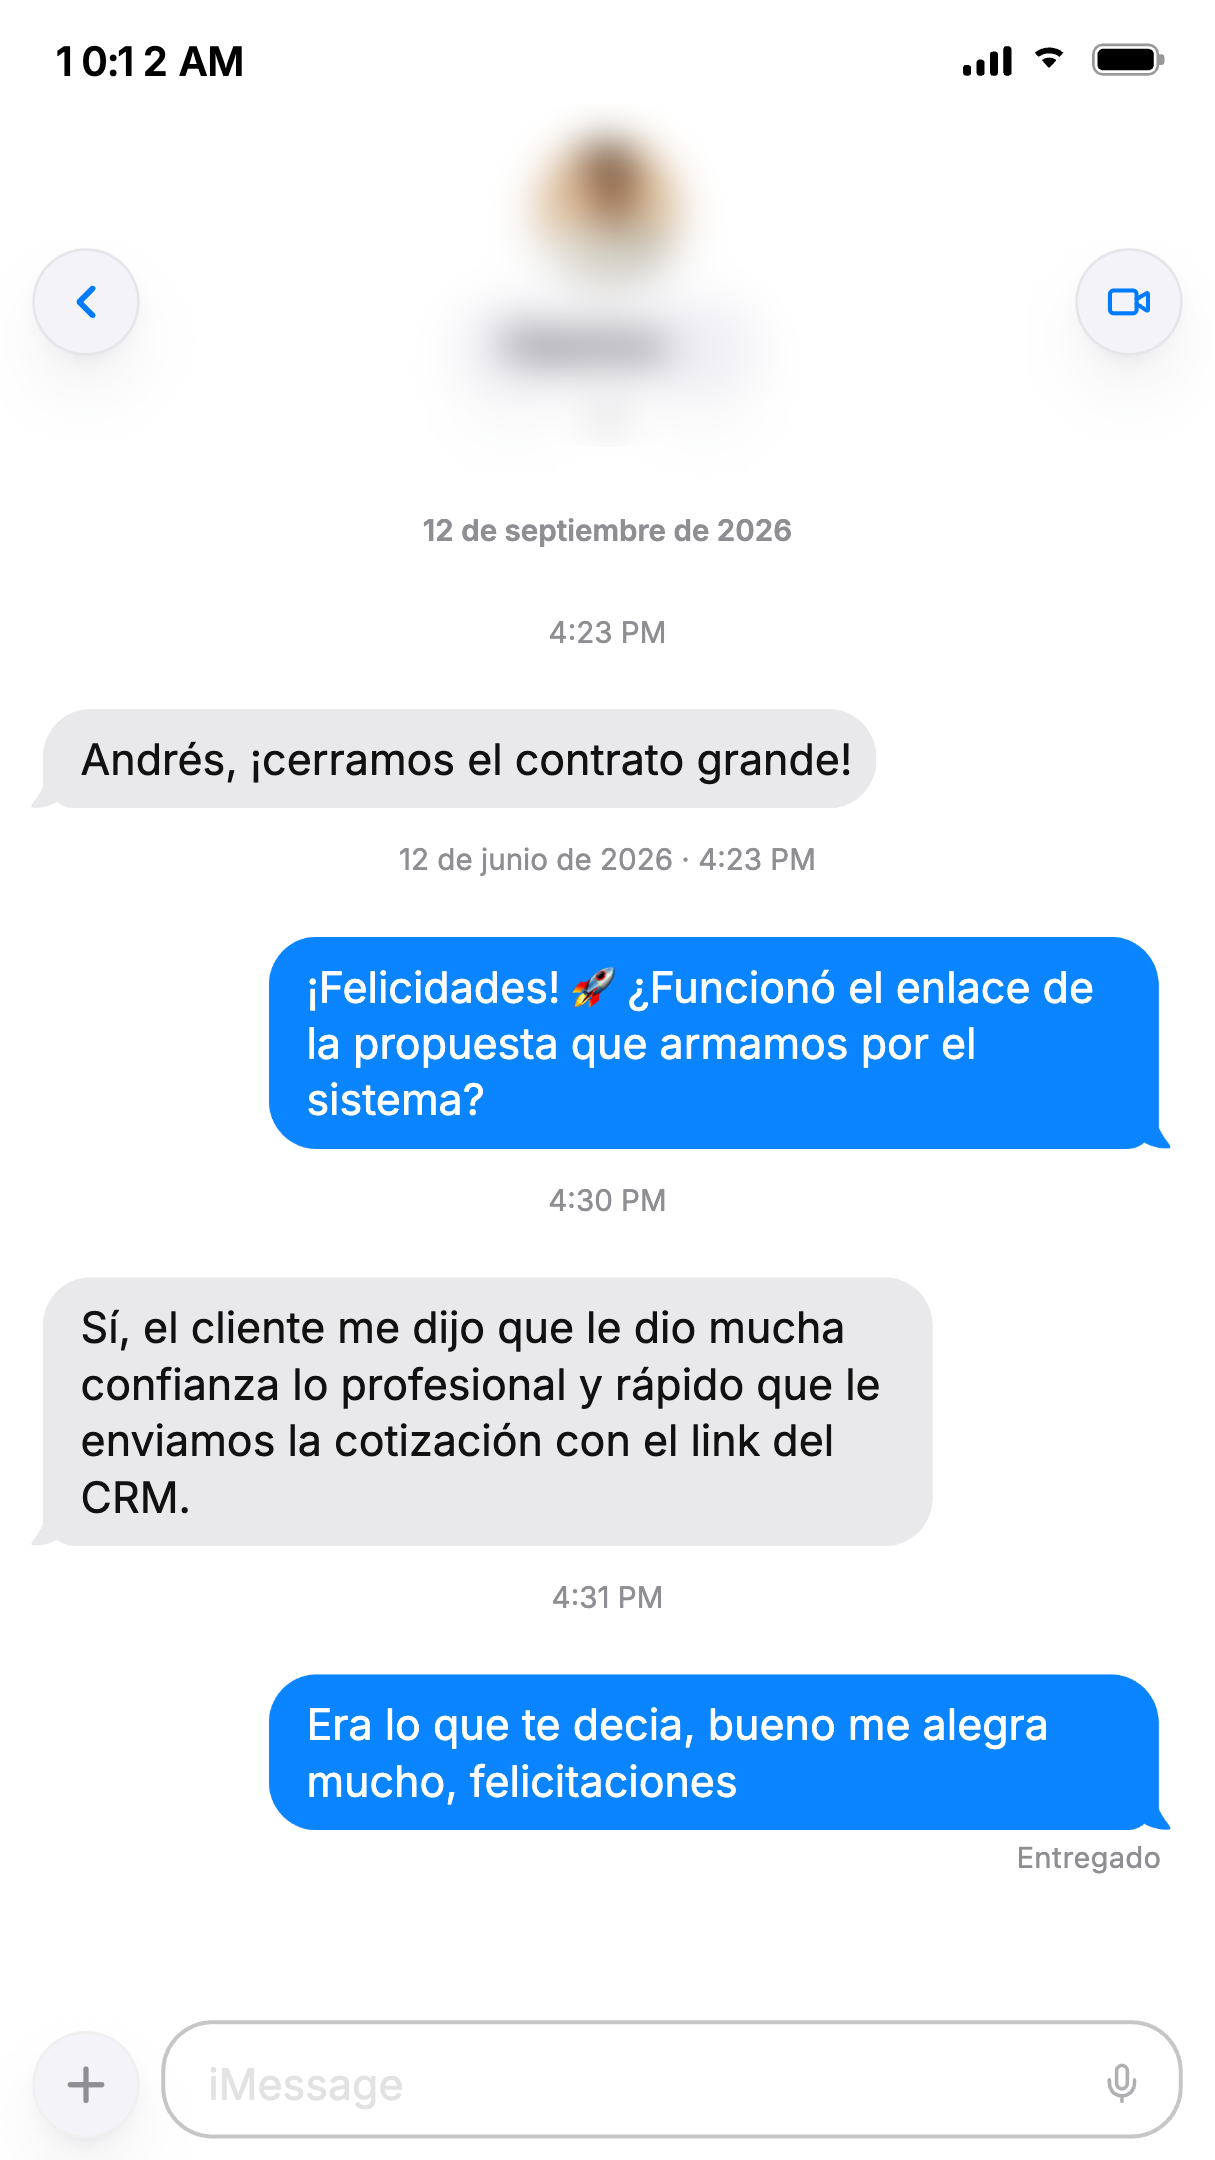 10:12 AM
12 de septiembre de 2026
4:23 PM
Andrés, ¡cerramos el contrato grande!
12 de junio de 2026 · 4:23 PM
¡Felicidades! 🚀 ¿Funcionó el enlace de
la propuesta que armamos por el
sistema?
4:30 PM
Sí, el cliente me dijo que le dio mucha
confianza lo profesional y rápido que le
enviamos la cotización con el link del
CRM.
4:31 PM
Era lo que te decia, bueno me alegra
mucho, felicitaciones
Entregado
iMessage